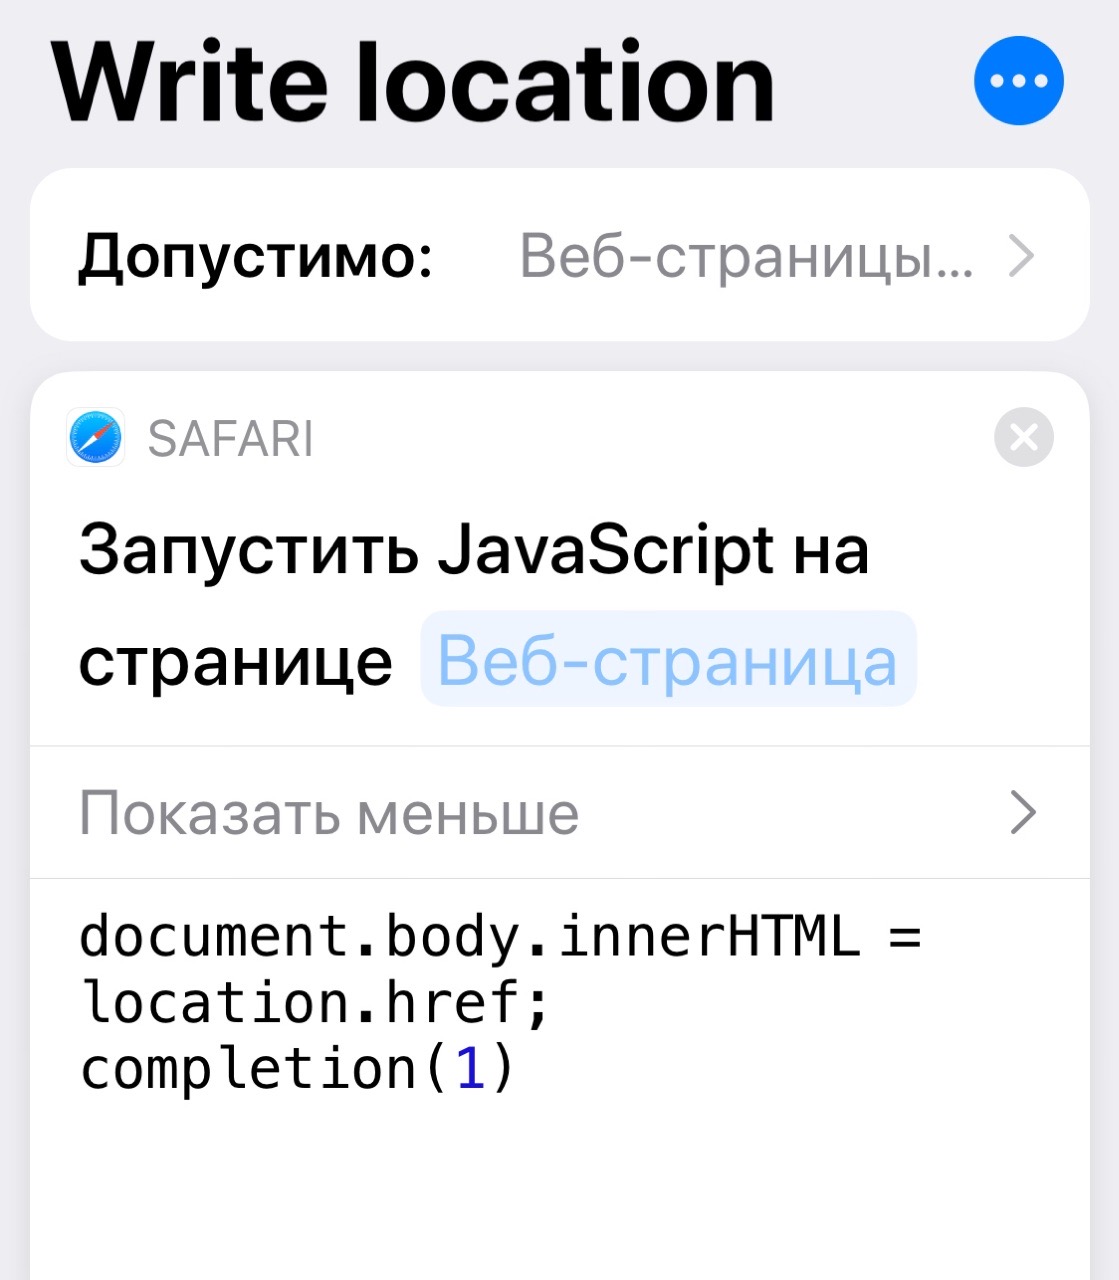 Write location
Допустимо: Веб-страницы...
SAFARI
Запустить JavaScript на
странице Веб-страница
Показать меньше
document.body.innerHTML =
location.href;
completion(1)